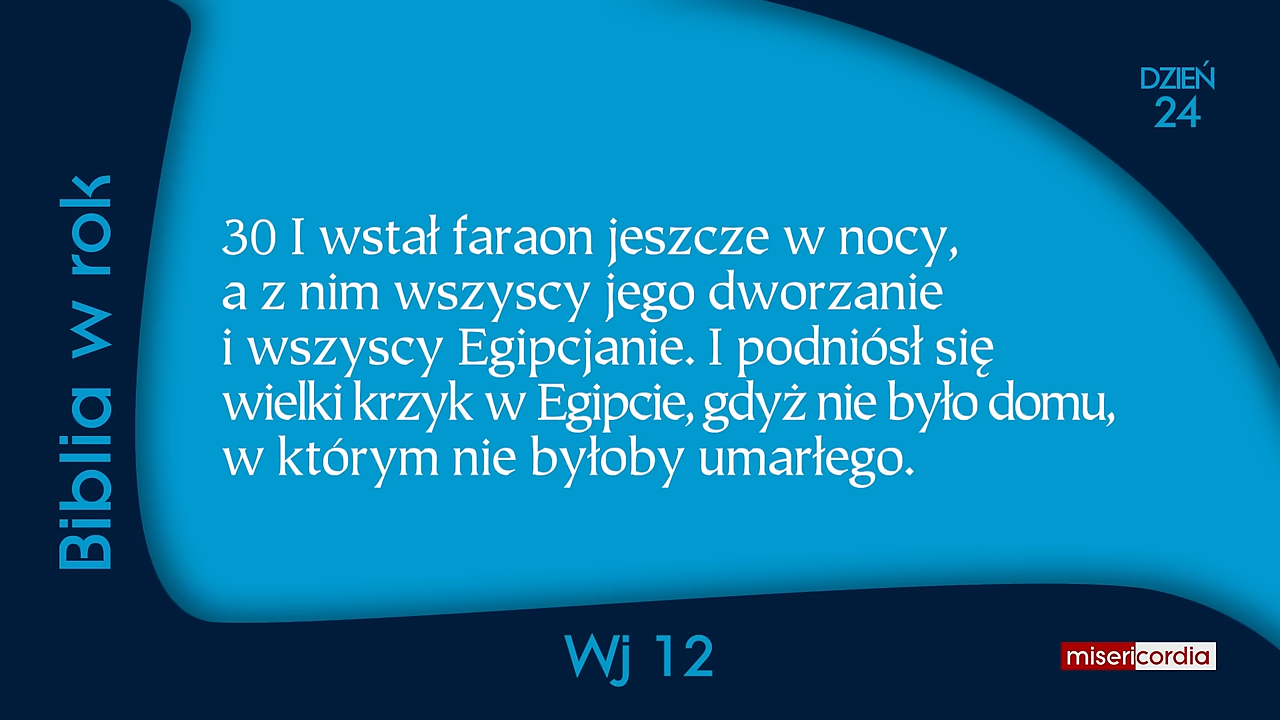 DZIEŃ
24
Biblia w rok
30 I wstał faraon jeszcze w nocy,
a z nim wszyscy jego dworzanie
i wszyscy Egipcjanie. I podniósł się
wielki krzyk w Egipcie, gdyż nie było domu,
w którym nie byłoby umarłego.
Wj 12
misericordia